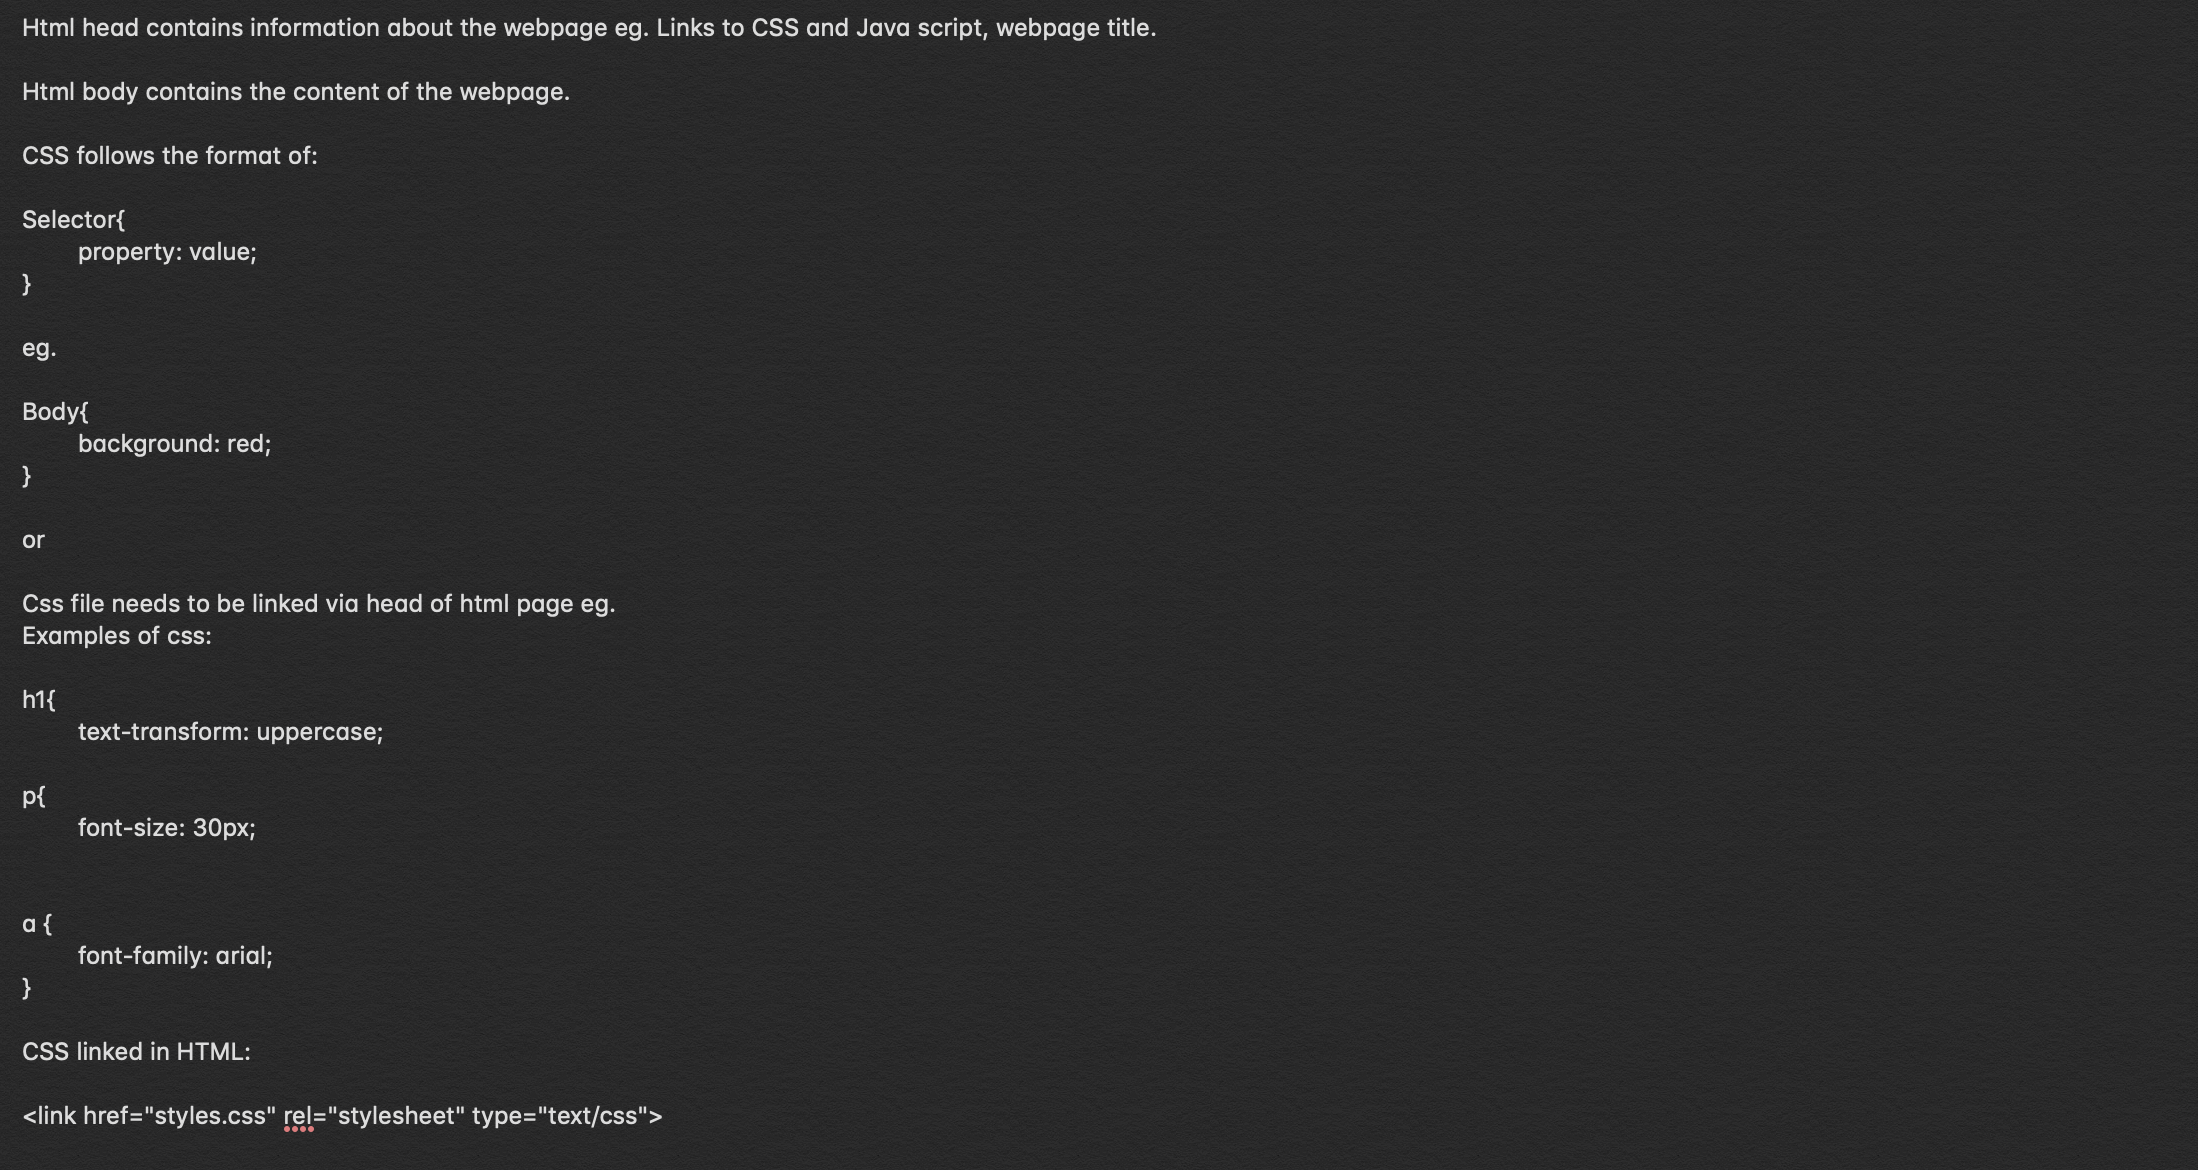 Html head contains information about the webpage eg. Links to CSS and Java script, webpage title.
Html body contains the content of the webpage.
CSS follows the format of:
Selector{
property: value;
}
eg.
Body{
background: red;
}
or
Css file needs to be linked via head of html page eg.
Examples of css:
h1{
text-transform: uppercase;
p{
font-size: 30px;
a {
font-family: arial;
}
CSS linked in HTML:
<link href="styles.css" rel="stylesheet" type="text/css">